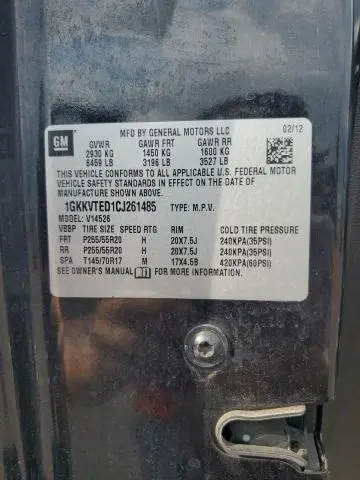 GM
MFD BY GENERAL MOTORS LLC
02/12
GVWR GAWR FRT GAWR RR
2930 KG 1450 KG 1600 KG
6459 LB 3196 LB 3527LB
THIS VEHICLE CONFORMS TO ALL APPLICABLE U.S. FEDERAL
MOTOR VEHICLE SAFETY STANDARDS IN EFFECT ON THE DATE OF
MANUFACTURE SHOWN ABOVE.
1GKKVTED1CJ261485 TYPE: M.P.V.
MODEL: V14526
VBBP TIRE SIZE SPEED RTG RIM COLD TIRE PRESSURE
FRT P255/55R20 H 20X7.5J 240KPA(35PSI)
RR P255/55R20 H 20X7.5J 240KPA(35PSI)
SPA T145/70R17 M 17X4.5B 420KPA(60PSI)
SEE OWNER'S MANUAL FOR MORE INFORMATION.